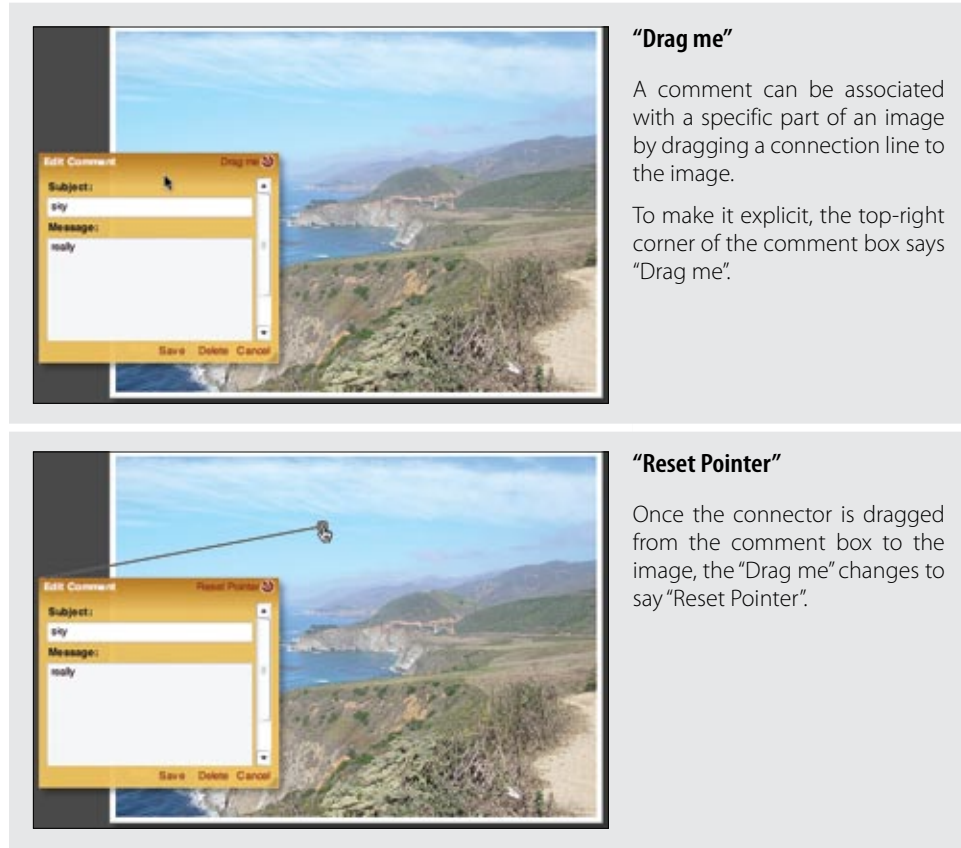 “Drag me”
A comment can be associated
with a specific part of an image
by dragging a connection line to
the image.
To make it explicit, the top-right
corner of the comment box says
“Drag me”.
Edit Comment Drag me
Subject:
sky
Message:
really
Save Delete Cancel
“Reset Pointer”
Once the connector is dragged
from the comment box to the
image, the “Drag me” changes to
say “Reset Pointer”.
Edit Comment Reset Pointer
Subject:
sky
Message:
really
Save Delete Cancel